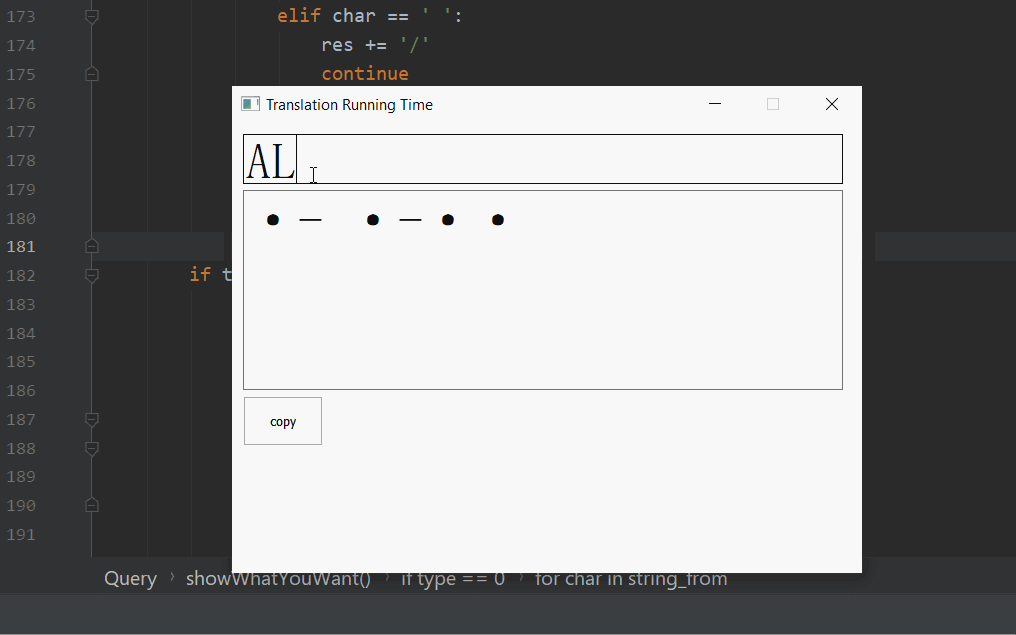 173 elif char == ' ':
174 res += '/'
175 continue
176
Translation Running Time
177
178 AL
179
180 ● — ● — ● ●
181
182 if t
183
184
185
186
187 copy
188
189
190
191
Query › showWhatYouWant() › if type == 0 › for char in string_from